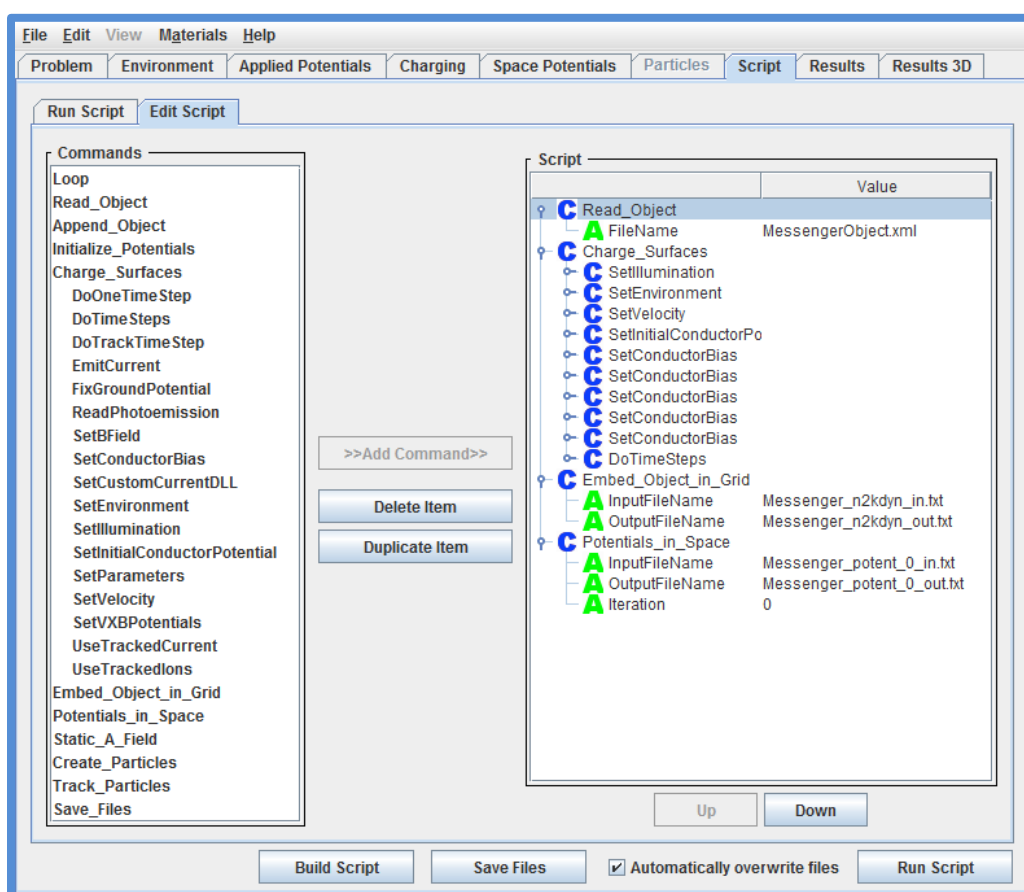 File Edit View Materials Help
Problem Environment Applied Potentials Charging Space Potentials Particles Script Results Results 3D
Run Script Edit Script
Commands
Loop
Read_Object
Append_Object
Initialize_Potentials
Charge_Surfaces
DoOneTimeStep
DoTimeSteps
DoTrackTimeStep
EmitCurrent
FixGroundPotential
ReadPhotoemission
SetBField
SetConductorBias
SetCustomCurrentDLL
SetEnvironment
SetIllumination
SetInitialConductorPotential
SetParameters
SetVelocity
SetVXBPotentials
UseTrackedCurrent
UseTrackedIons
Embed_Object_in_Grid
Potentials_in_Space
Static_A_Field
Create_Particles
Track_Particles
Save_Files
>>Add Command>>
Delete Item
Duplicate Item
Script
Value
C Read_Object
A FileName MessengerObject.xml
C Charge_Surfaces
C SetIllumination
C SetEnvironment
C SetVelocity
C SetInitialConductorPo
C SetConductorBias
C SetConductorBias
C SetConductorBias
C SetConductorBias
C SetConductorBias
C DoTimeSteps
C Embed_Object_in_Grid
A InputFileName Messenger_n2kdyn_in.txt
A OutputFileName Messenger_n2kdyn_out.txt
C Potentials_in_Space
A InputFileName Messenger_potent_0_in.txt
A OutputFileName Messenger_potent_0_out.txt
A Iteration 0
Up Down
Build Script Save Files Automatically overwrite files Run Script